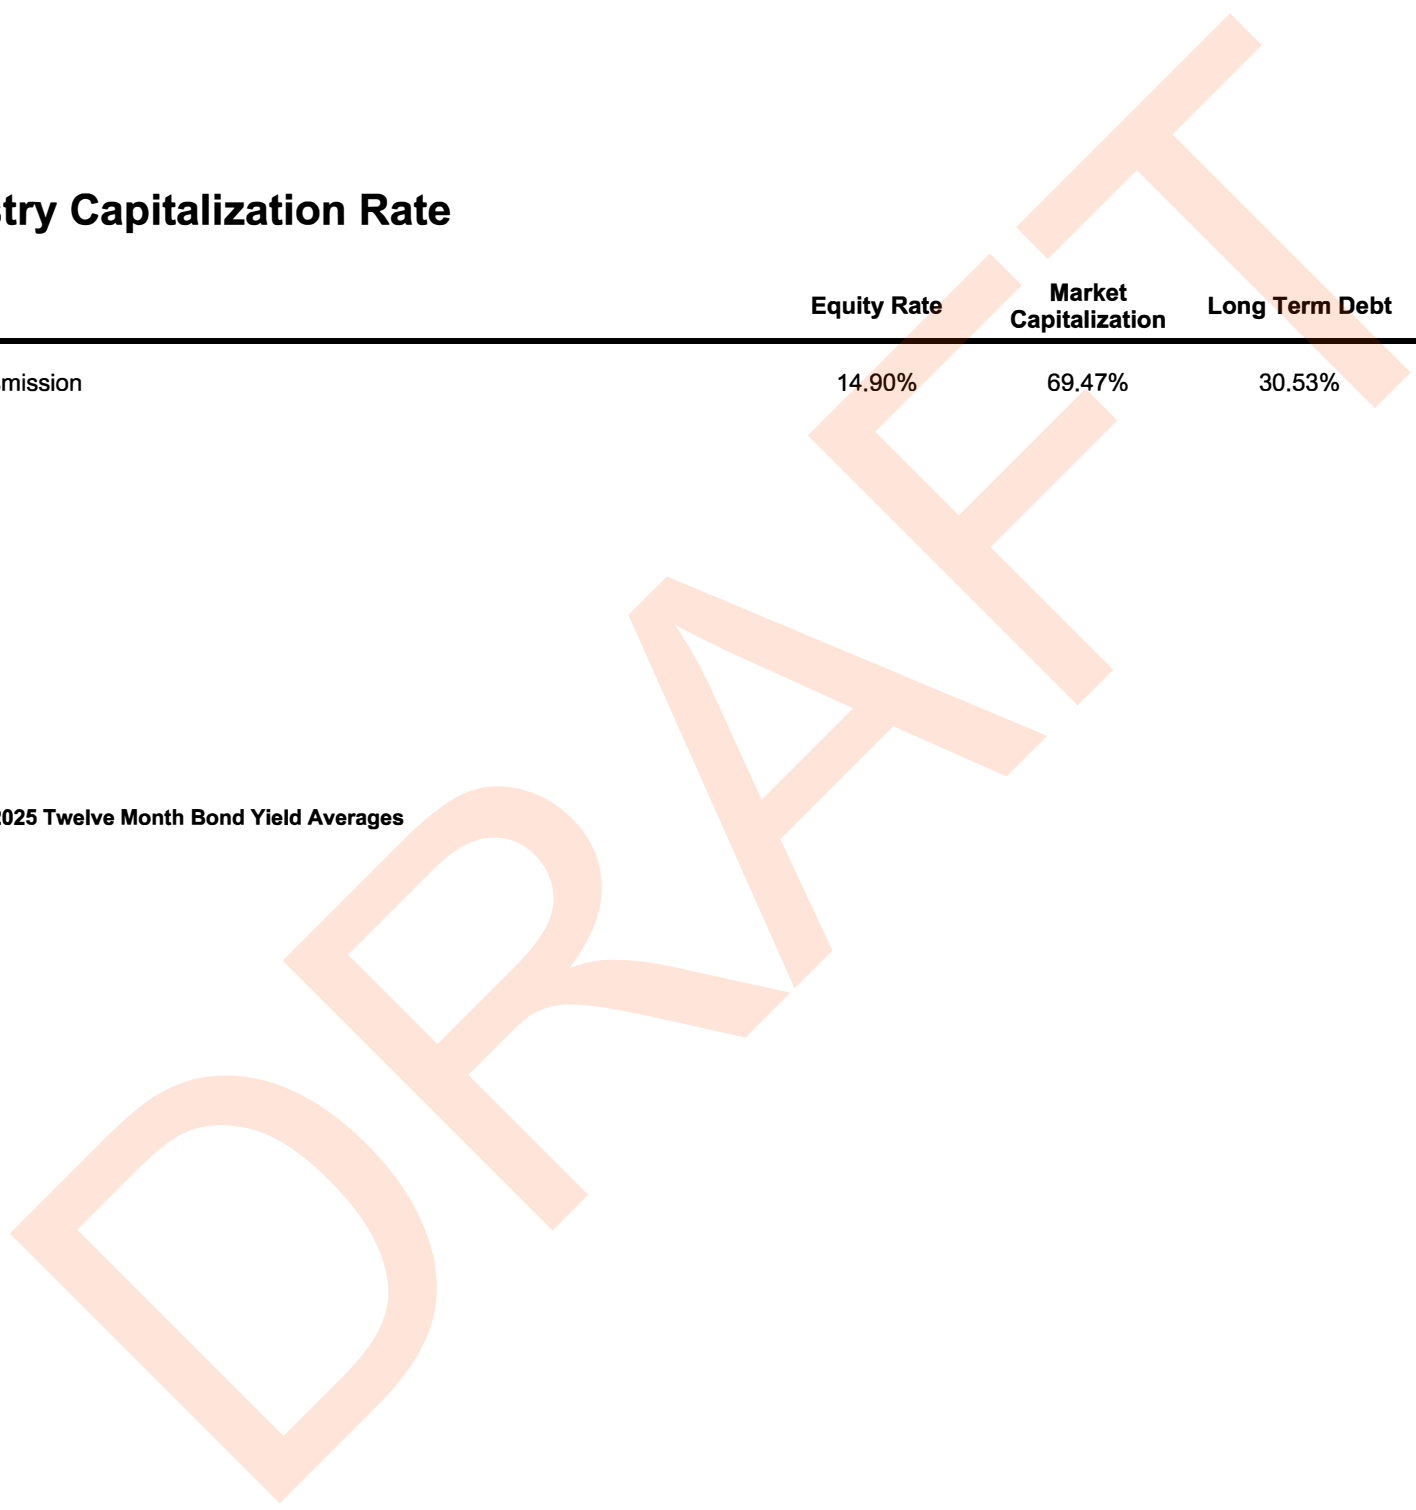 stry Capitalization Rate
Equity Rate
Market
Capitalization
Long Term Debt
mission
14.90%
69.47%
30.53%
2025 Twelve Month Bond Yield Averages
DRAFT